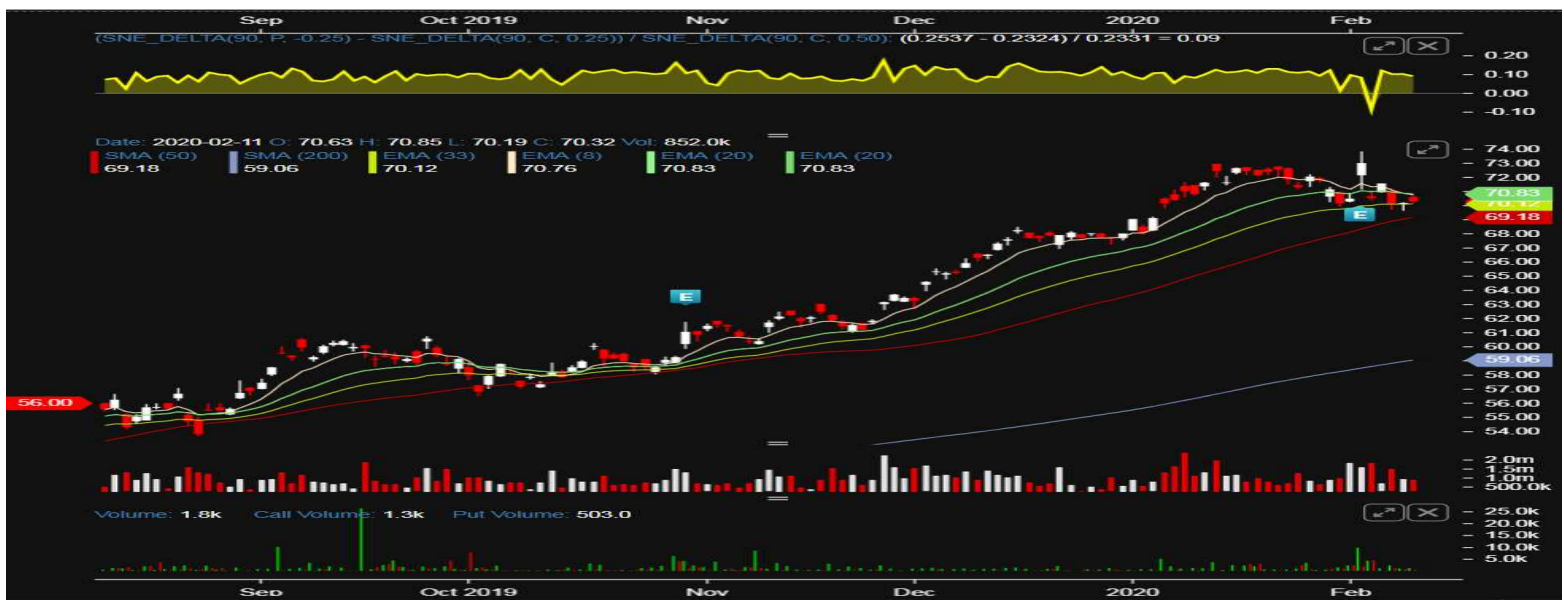 Sep Oct 2019 Nov Dec 2020 Feb
(SNE_DELTA(90, P, -0.25) - SNE_DELTA(90, C, 0.25)) / SNE_DELTA(90, C, 0.50): (0.2537 - 0.2324) / 0.2331 = 0.09
0.20
0.10
0.00
-0.10
Date: 2020-02-11 O: 70.63 H: 70.85 L: 70.19 C: 70.32 Vol: 852.0k
SMA (50) SMA (200) EMA (33) EMA (8) EMA (20) EMA (20)
69.18 59.06 70.12 70.76 70.83 70.83
74.00
73.00
72.00
70.83
70.12
69.18
E
68.00
67.00
66.00
65.00
64.00
63.00
E
62.00
61.00
60.00
59.06
58.00
57.00
56.00 56.00
55.00
54.00
2.0m
1.5m
1.0m
500.0k
Volume: 1.8k Call Volume: 1.3k Put Volume: 503.0
25.0k
20.0k
15.0k
10.0k
5.0k
Sep Oct 2019 Nov Dec 2020 Feb